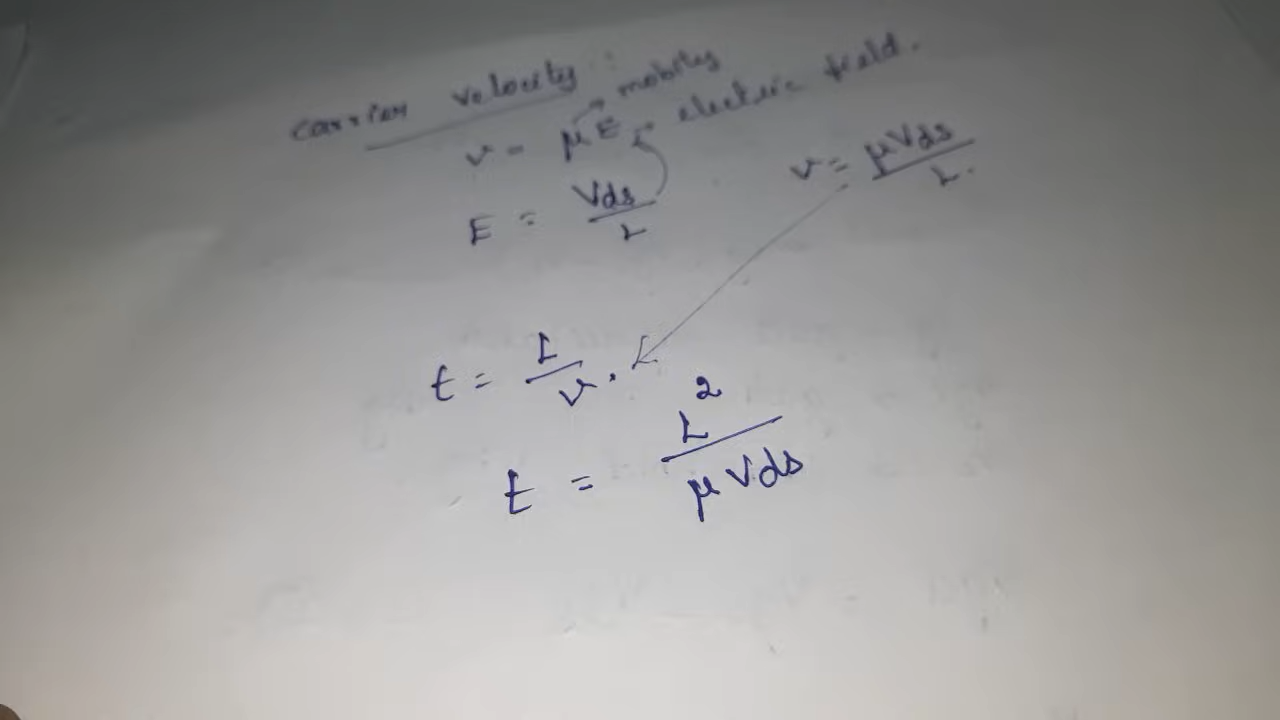 carrier velocity :
v = μE → mobility → electric field.
E = Vds / L
v = μVds / L.
t = L / v .
t = L² / μVds